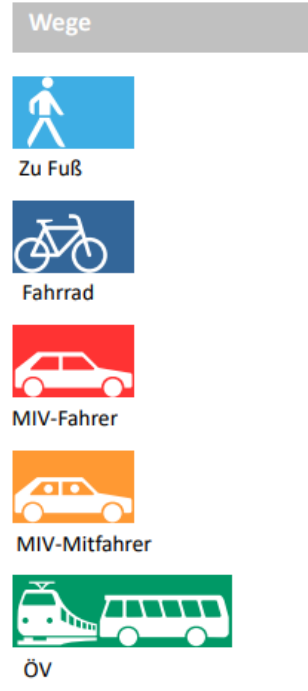 Wege
Zu Fuß
Fahrrad
MIV-Fahrer
MIV-Mitfahrer
ÖV